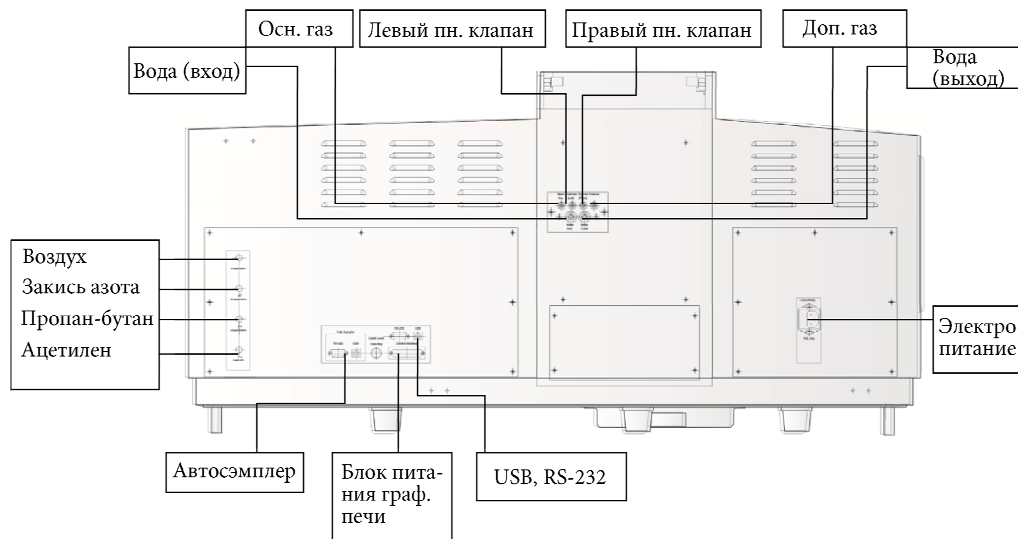 Осн. газ
Левый пн. клапан
Правый пн. клапан
Доп. газ
Вода (вход)
Вода
(выход)
Воздух
Закись азота
Пропан-бутан
Ацетилен
Электро
питание
Автосэмплер
Блок пита-
ния граф.
печи
USB, RS-232